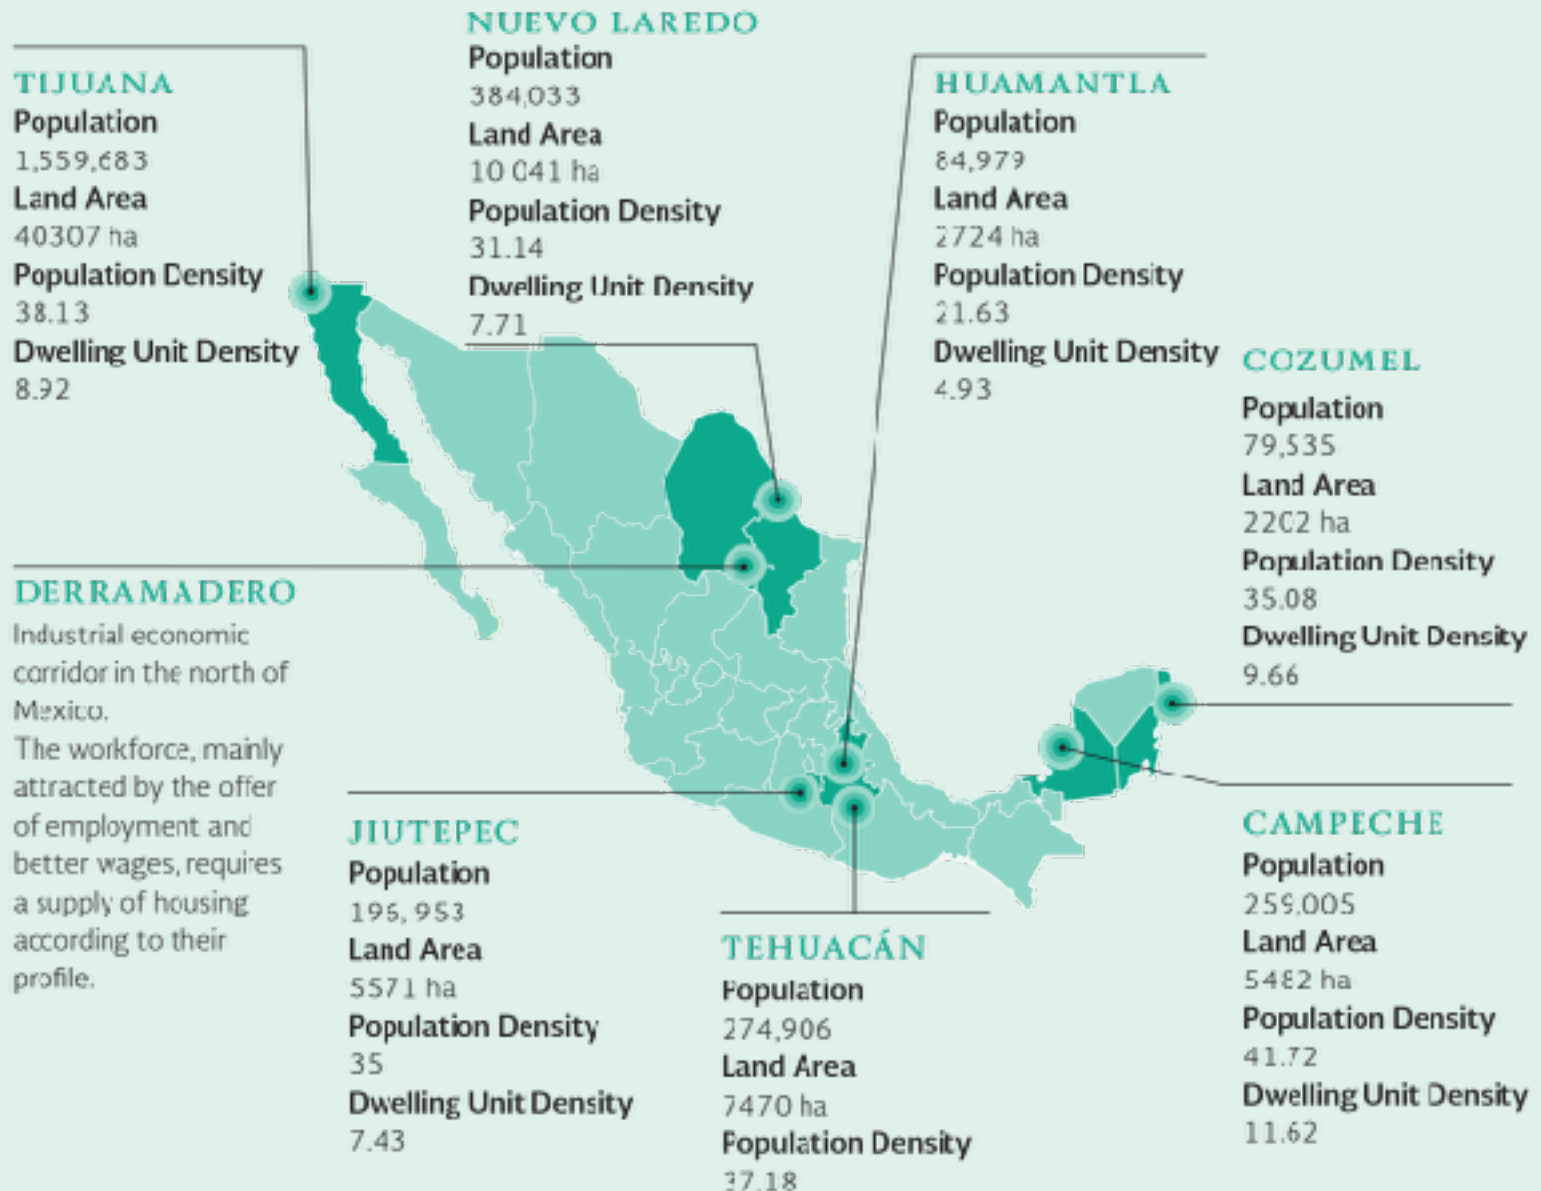 TIJUANA
Population
1,559,683
Land Area
40307 ha
Population Density
38.13
Dwelling Unit Density
8.92
NUEVO LAREDO
Population
384,033
Land Area
10 041 ha
Population Density
31.14
Dwelling Unit Density
7.71
HUAMANTLA
Population
84,979
Land Area
2724 ha
Population Density
21.63
Dwelling Unit Density
4.93
COZUMEL
Population
79,535
Land Area
2202 ha
Population Density
35.08
Dwelling Unit Density
9.66
DERRAMADERO
Industrial economic
corridor in the north of
Mexico.
The workforce, mainly
attracted by the offer
of employment and
better wages, requires
a supply of housing
according to their
profile.
JIUTEPEC
Population
196, 953
Land Area
5571 ha
Population Density
35
Dwelling Unit Density
7.43
TEHUACÁN
Population
274,906
Land Area
7470 ha
Population Density
37.18
CAMPECHE
Population
259,005
Land Area
5482 ha
Population Density
41.72
Dwelling Unit Density
11.62